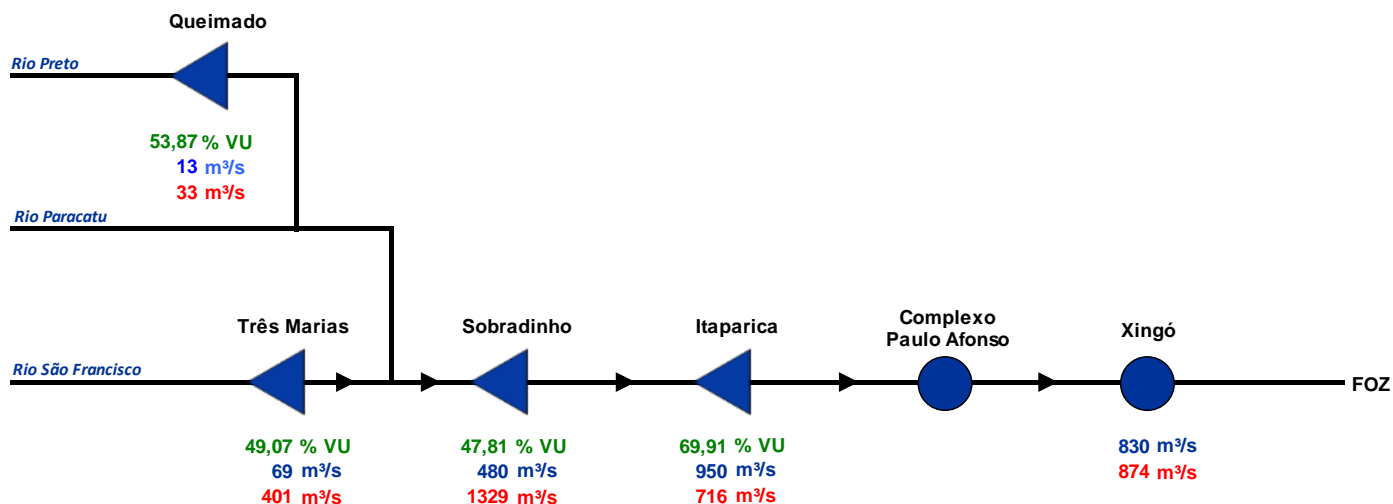 Queimado
Rio Preto
53,87 % VU
13 m³/s
33 m³/s
Rio Paracatu
Três Marias
Sobradinho
Itaparica
Complexo
Paulo Afonso
Xingó
Rio São Francisco
FOZ
49,07 % VU
69 m³/s
401 m³/s
47,81 % VU
480 m³/s
1329 m³/s
69,91 % VU
950 m³/s
716 m³/s
830 m³/s
874 m³/s